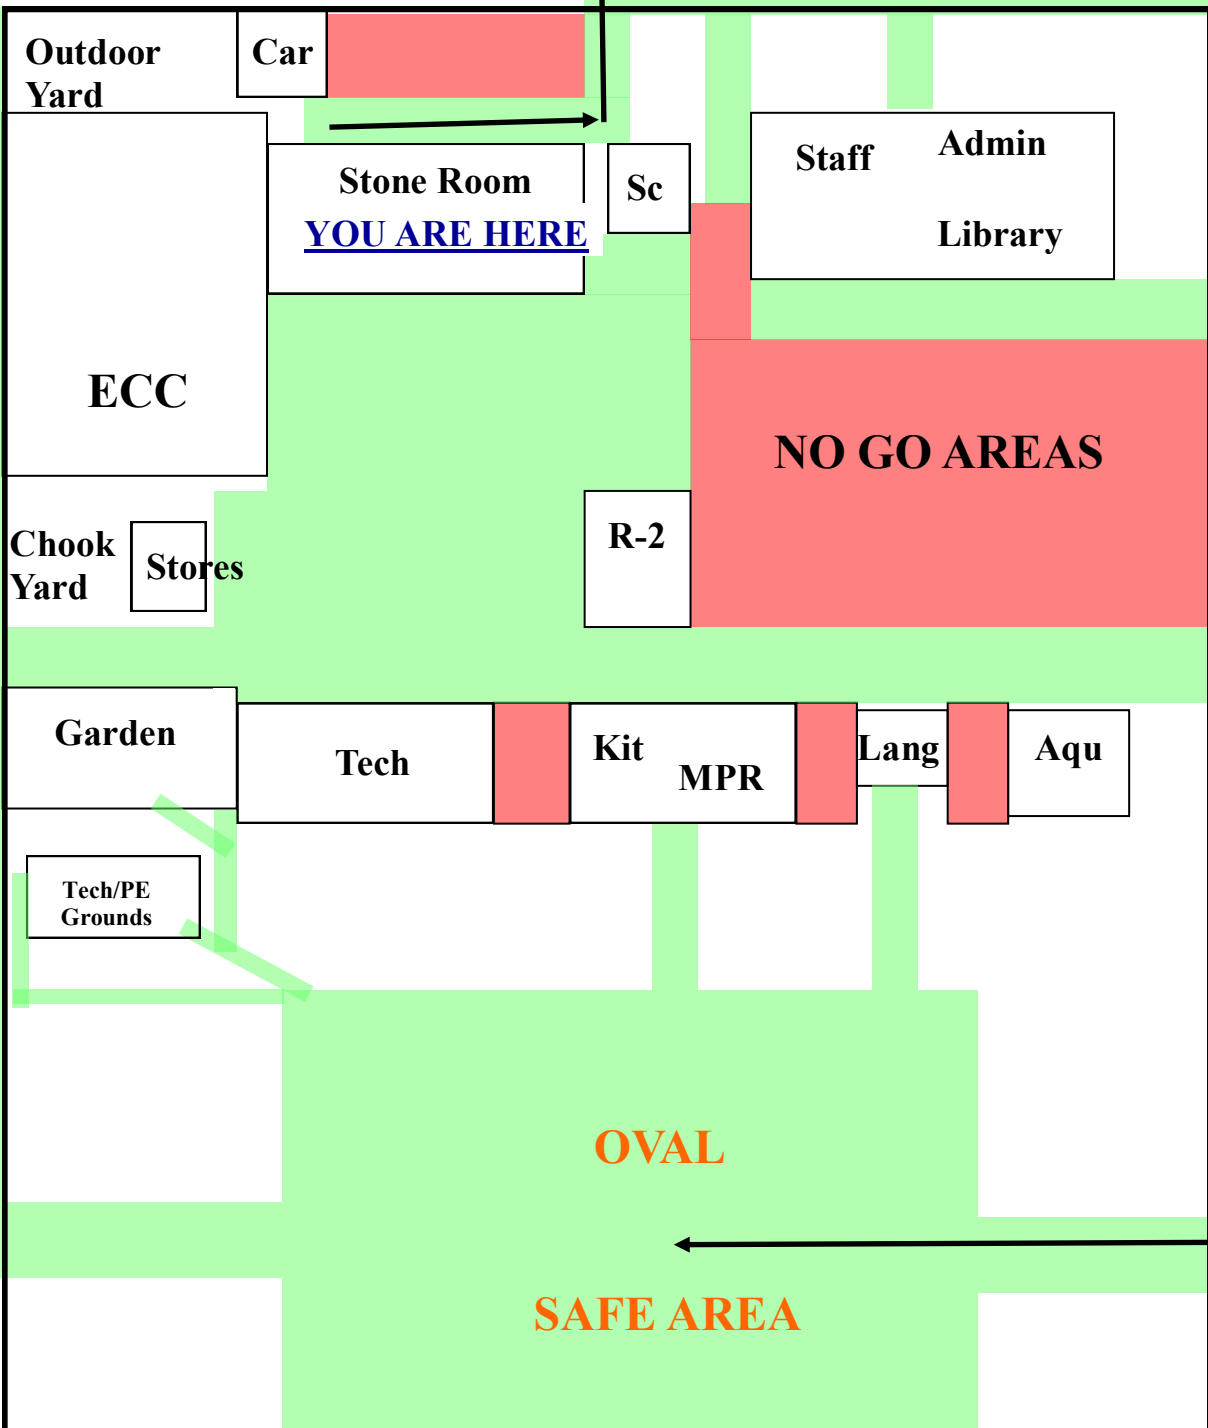 Outdoor
Yard
Car
Stone Room
YOU ARE HERE
Sc
Staff
Admin
Library
ECC
NO GO AREAS
R-2
Chook
Yard
Stores
Garden
Tech
Kit
MPR
Lang
Aqu
Tech/PE
Grounds
OVAL
SAFE AREA